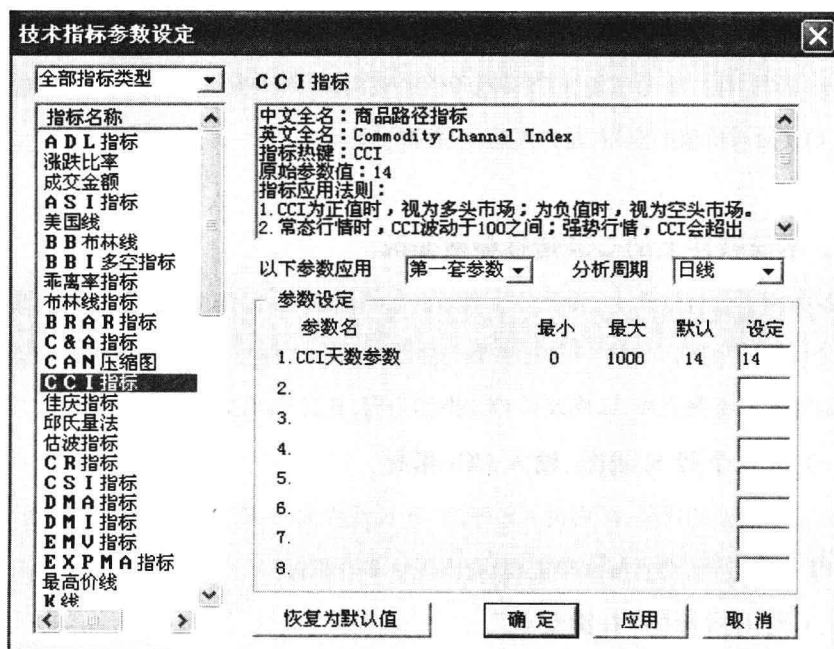 技术指标参数设定
全部指标类型
指标名称
ADL指标
涨跌比率
成交金额
ASI指标
美国线
BB布林线
BBI多空指标
乖离率指标
布林线指标
BRAR指标
C&A指标
CAN压缩图
CCI指标
佳庆指标
邱氏量法
估波指标
CR指标
CSI指标
DMA指标
DMI指标
EMV指标
EXPMA指标
最高价线
K线
CCI指标
中文全名：商品路径指标
英文全名：Commodity Channal Index
指标热键：CCI
原始参数值：14
指标应用法则：
1.CCI为正值时，视为多头市场；为负值时，视为空头市场。
2.常态行情时，CCI波动于100之间；强势行情，CCI会超出
以下参数应用 第一套参数 分析周期 日线
参数设定
参数名 最小 最大 默认 设定
1.CCI天数参数 0 1000 14 14
2.
3.
4.
5.
6.
7.
8.
恢复为默认值 确定 应用 取消